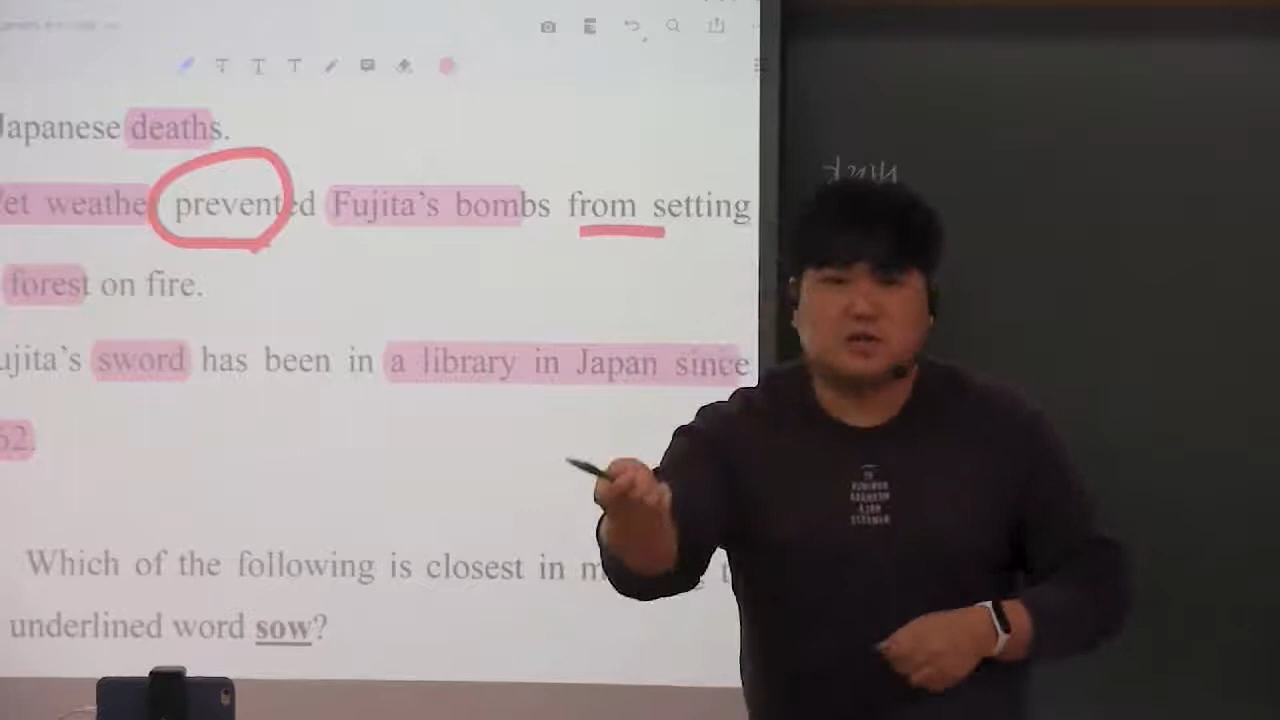 Japanese deaths.
et weather prevented Fujita's bombs from setting
forest on fire.
ujita's sword has been in a library in Japan since
62.
Which of the following is closest in
underlined word sow?